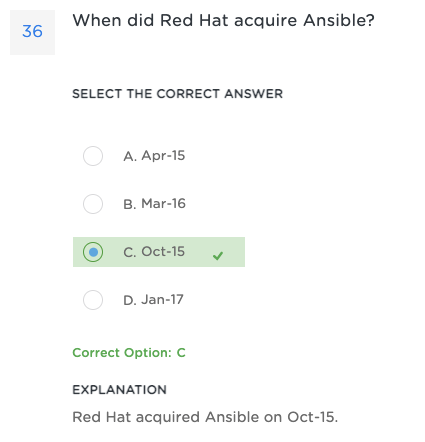 36
When did Red Hat acquire Ansible?
SELECT THE CORRECT ANSWER
A. Apr-15
B. Mar-16
C. Oct-15
D. Jan-17
Correct Option: C
EXPLANATION
Red Hat acquired Ansible on Oct-15.